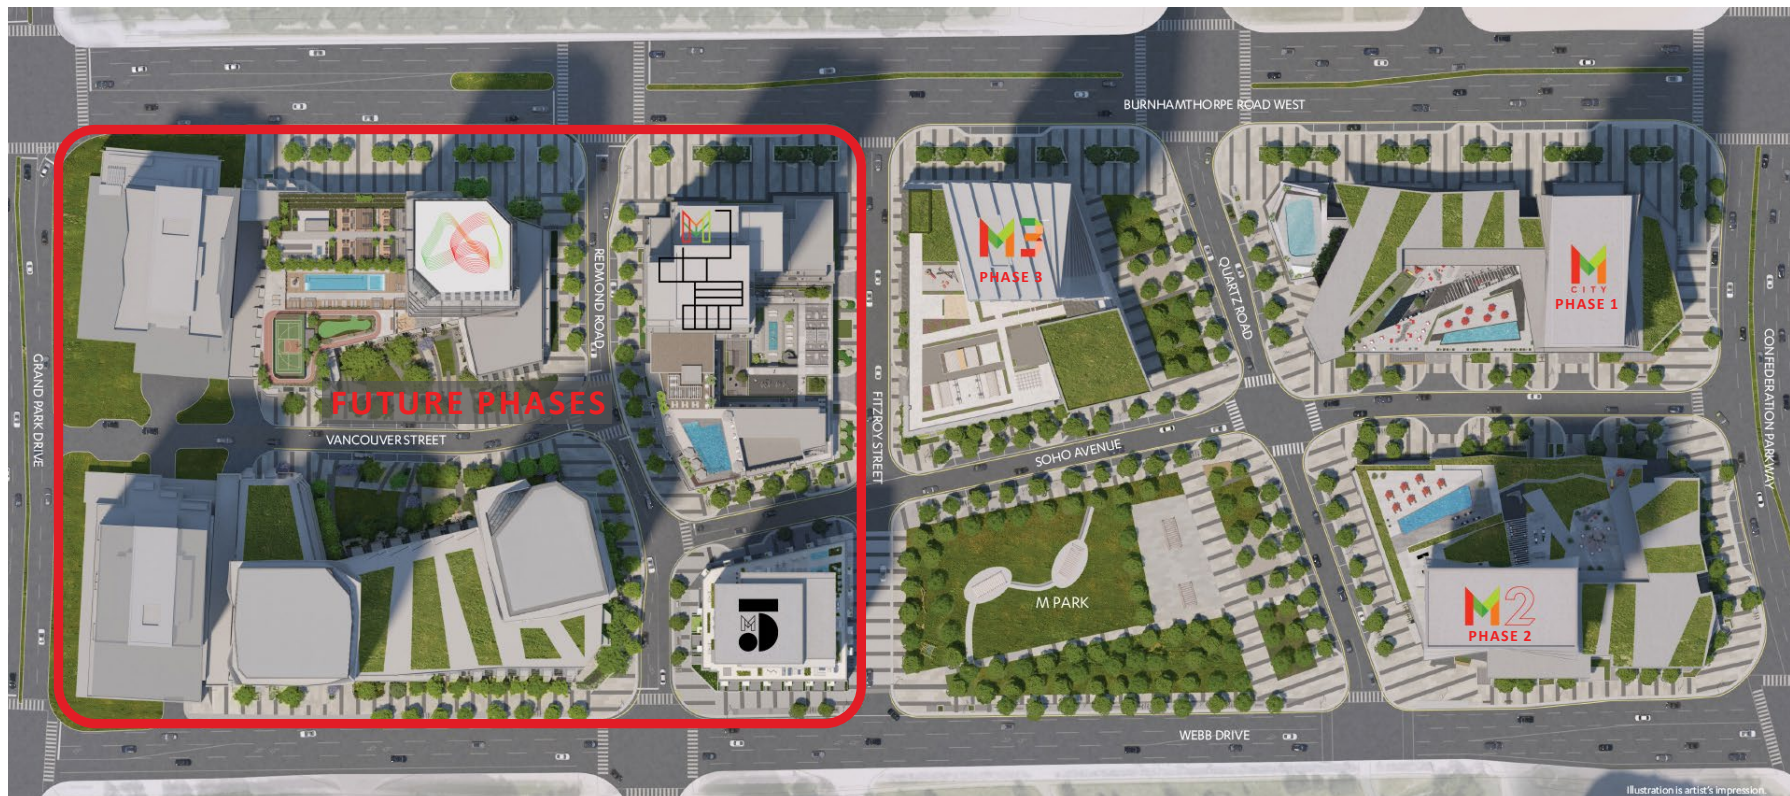 BURNHAMTHORPE ROAD WEST
M3
PHASE 3
M
CITY
PHASE 1
M
REDMOND ROAD
QUARTZ ROAD
GRAND PARK DRIVE
FUTURE PHASES
VANCOUVER STREET
FITZROY STREET
SOHO AVENUE
CONFEDERATION PARKWAY
M PARK
M2
PHASE 2
M
WEBB DRIVE
Illustration is artist's impression.